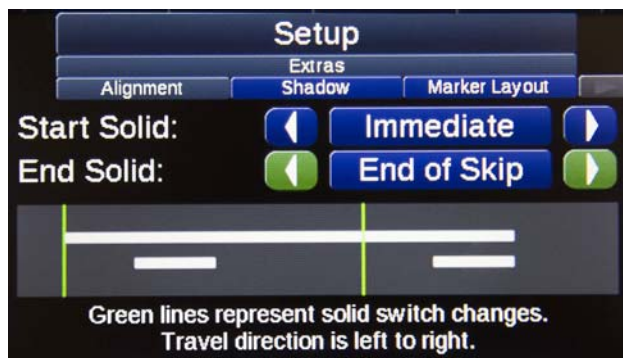 Setup
Extras
Alignment Shadow Marker Layout
Start Solid: Immediate
End Solid: End of Skip
Green lines represent solid switch changes.
Travel direction is left to right.